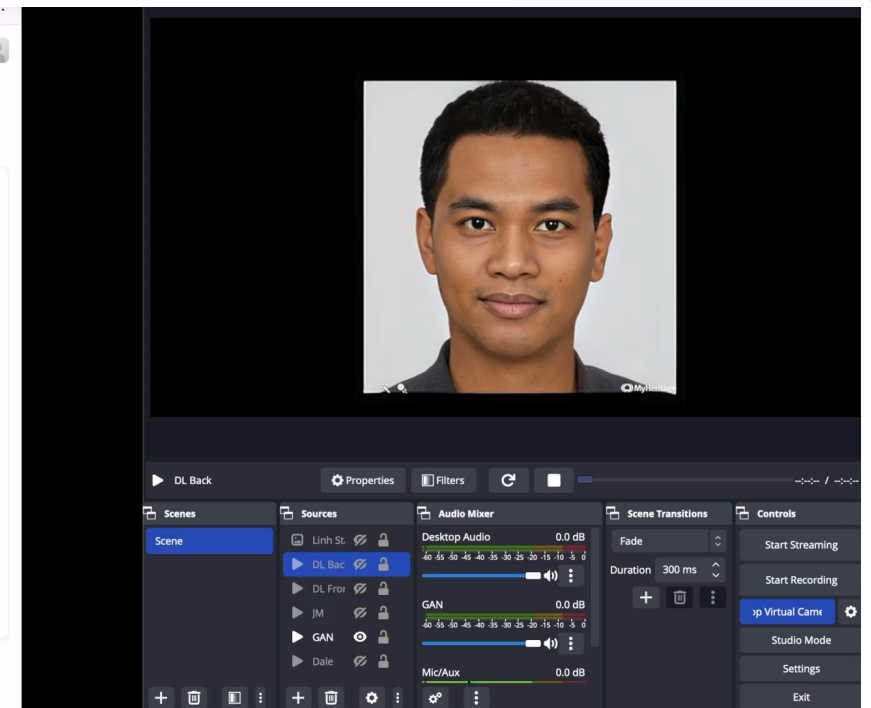 MyHeritage
DL Back
Properties
Filters
--:--:-- / --:--:--
Scenes
Sources
Audio Mixer
Scene Transitions
Controls
Scene
Linh St
DL Bac
DL Fror
JM
GAN
Dale
Desktop Audio 0.0 dB
-60 -55 -50 -45 -40 -35 -30 -25 -20 -15 -10 -5 0
GAN 0.0 dB
-60 -55 -50 -45 -40 -35 -30 -25 -20 -15 -10 -5 0
Mic/Aux 0.0 dB
Fade
Duration 300 ms
Start Streaming
Start Recording
op Virtual Came
Studio Mode
Settings
Exit